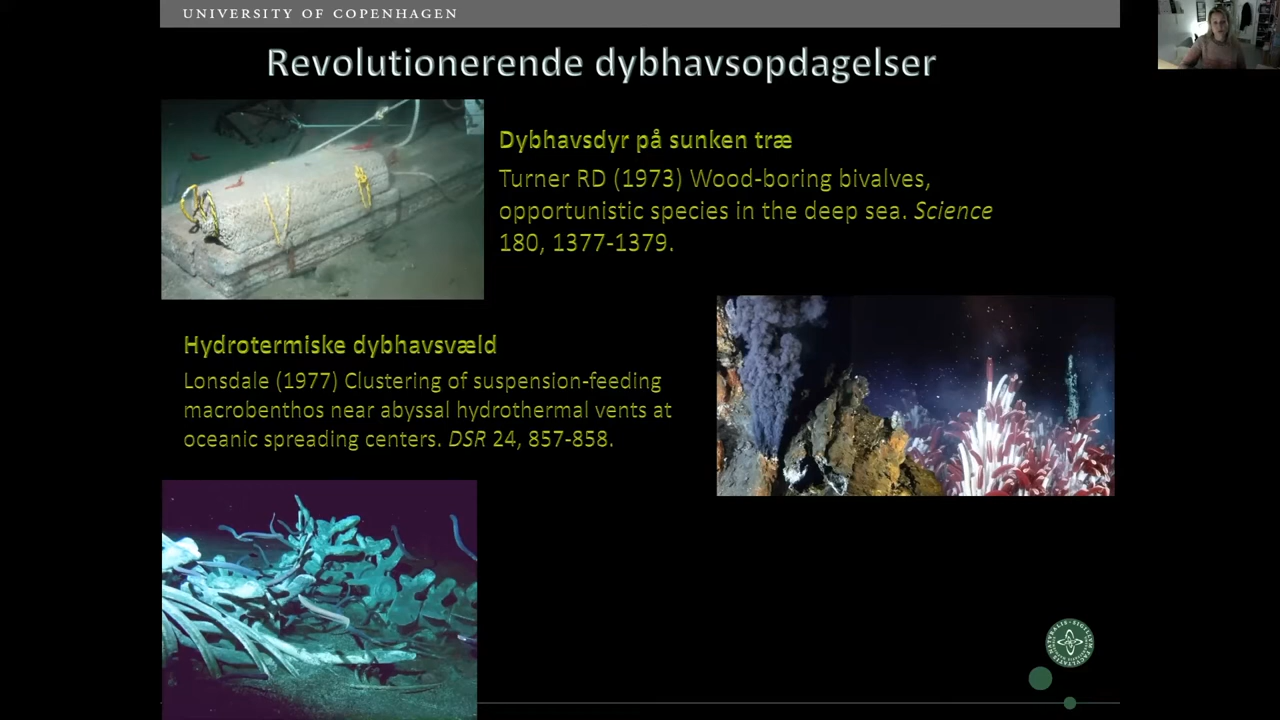 UNIVERSITY OF COPENHAGEN
Revolutionerende dybhavsopdagelser
Dybhavsdyr på sunken træ
Turner RD (1973) Wood-boring bivalves,
opportunistic species in the deep sea. Science
180, 1377-1379.
Hydrotermiske dybhavsvæld
Lonsdale (1977) Clustering of suspension-feeding
macrobenthos near abyssal hydrothermal vents at
oceanic spreading centers. DSR 24, 857-858.